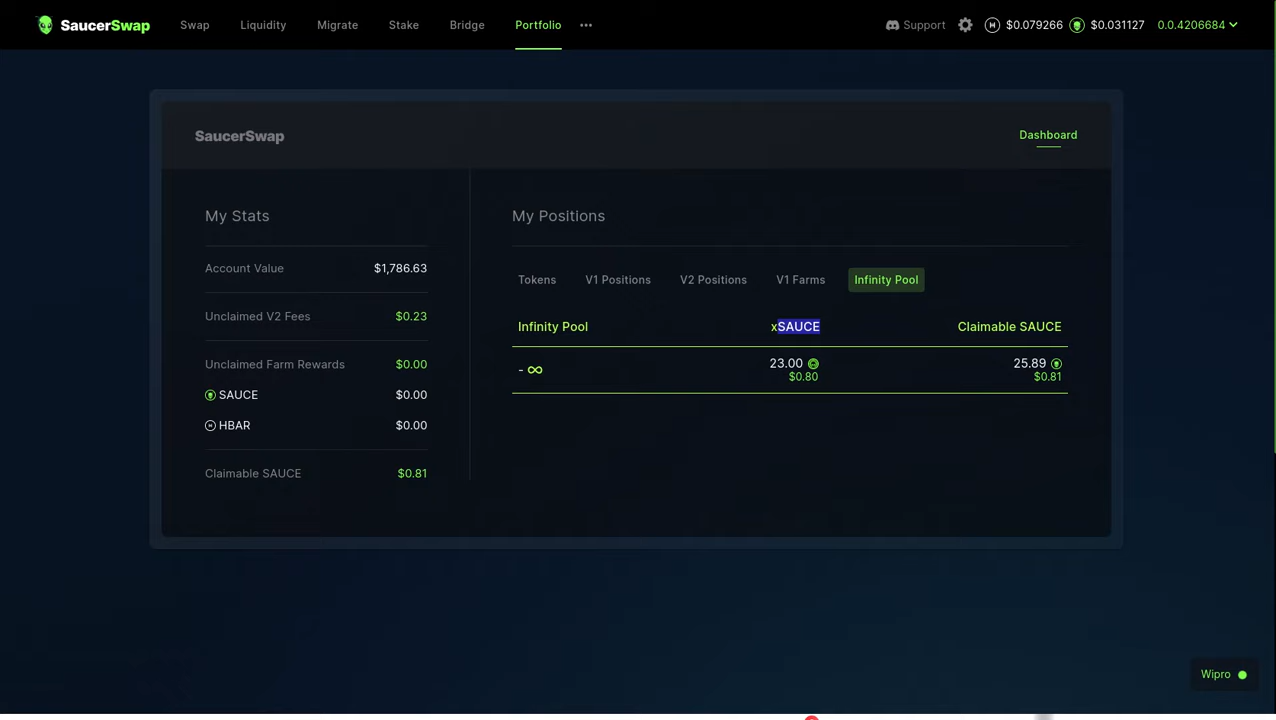 SaucerSwap Swap Liquidity Migrate Stake Bridge Portfolio ••• Support $0.079266 $0.031127 0.0.4206684
SaucerSwap Dashboard
My Stats
Account Value $1,786.63
Unclaimed V2 Fees $0.23
Unclaimed Farm Rewards $0.00
SAUCE $0.00
HBAR $0.00
Claimable SAUCE $0.81
My Positions
Tokens V1 Positions V2 Positions V1 Farms Infinity Pool
Infinity Pool xSAUCE Claimable SAUCE
- ∞ 23.00 25.89
$0.80 $0.81
Wipro